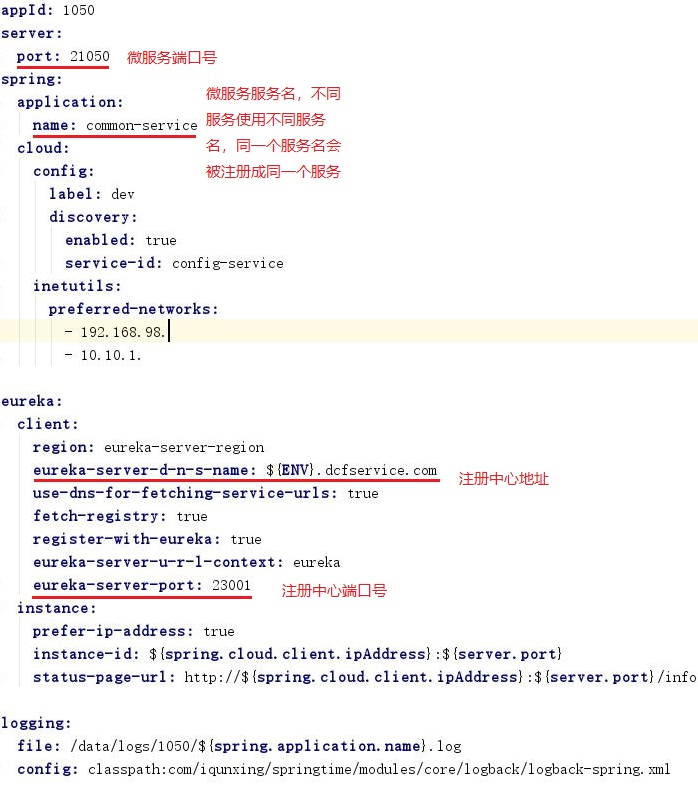 appId: 1050
server:
port: 21050 微服务端口号
spring:
application:
name: common-service
微服务服务名，不同
服务使用不同服务
名，同一个服务名会
被注册成同一个服务
cloud:
config:
label: dev
discovery:
enabled: true
service-id: config-service
inetutils:
preferred-networks:
- 192.168.98.
- 10.10.1.
eureka:
client:
region: eureka-server-region
eureka-server-d-n-s-name: ${ENV}.dcfservice.com 注册中心地址
use-dns-for-fetching-service-urls: true
fetch-registry: true
register-with-eureka: true
eureka-server-u-r-l-context: eureka
eureka-server-port: 23001 注册中心端口号
instance:
prefer-ip-address: true
instance-id: ${spring.cloud.client.ipAddress}:${server.port}
status-page-url: http://${spring.cloud.client.ipAddress}:${server.port}/info
logging:
file: /data/logs/1050/${spring.application.name}.log
config: classpath:com/iqunxing/springtime/modules/core/logback/logback-spring.xml